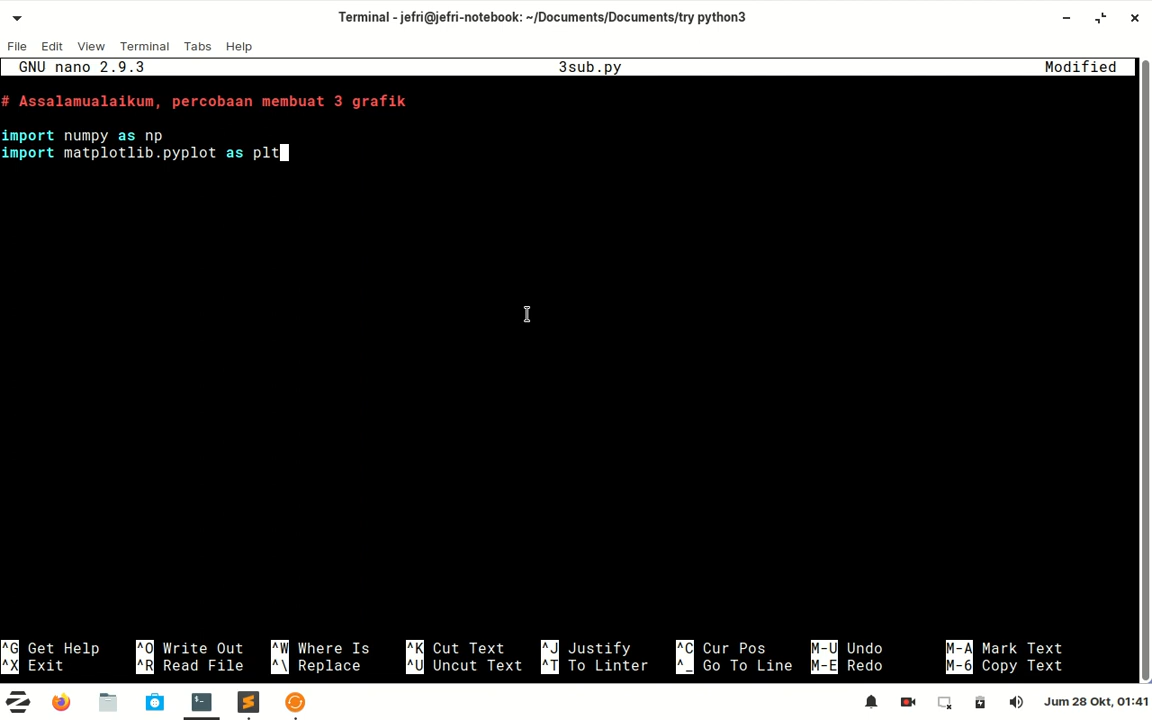 Terminal - jefri@jefri-notebook: ~/Documents/Documents/try python3
File Edit View Terminal Tabs Help
GNU nano 2.9.3 3sub.py Modified
# Assalamualaikum, percobaan membuat 3 grafik
import numpy as np
import matplotlib.pyplot as plt
^G Get Help ^O Write Out ^W Where Is ^K Cut Text ^J Justify ^C Cur Pos M-U Undo M-A Mark Text
^X Exit ^R Read File ^\ Replace ^U Uncut Text ^T To Linter ^_ Go To Line M-E Redo M-6 Copy Text
Jum 28 Okt, 01:41